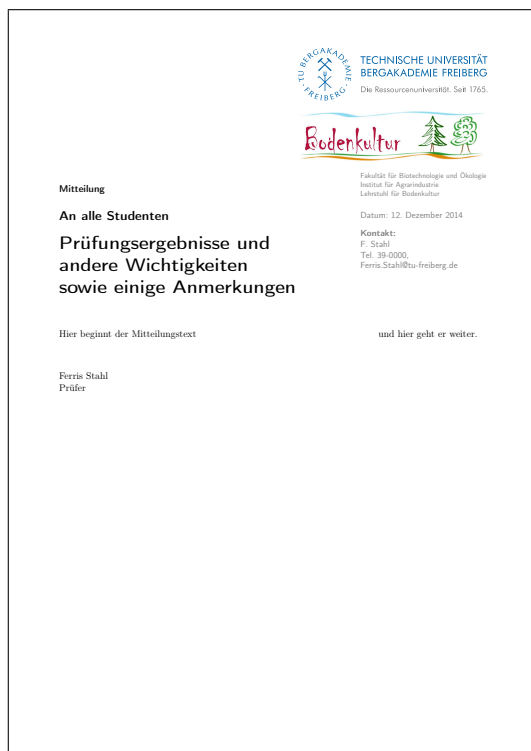 TU BERGAKADEMIE
· FREIBERG ·
TECHNISCHE UNIVERSITÄT
BERGAKADEMIE FREIBERG
Die Ressourcenuniversität. Seit 1765.
Bodenkultur
Fakultät für Biotechnologie und Ökologie
Institut für Agrarindustrie
Lehrstuhl für Bodenkultur
Mitteilung
An alle Studenten
Datum: 12. Dezember 2014
Prüfungsergebnisse und
andere Wichtigkeiten
sowie einige Anmerkungen
Kontakt:
F. Stahl
Tel. 39-0000,
Ferris.Stahl@tu-freiberg.de
Hier beginnt der Mitteilungstext und hier geht er weiter.
Ferris Stahl
Prüfer